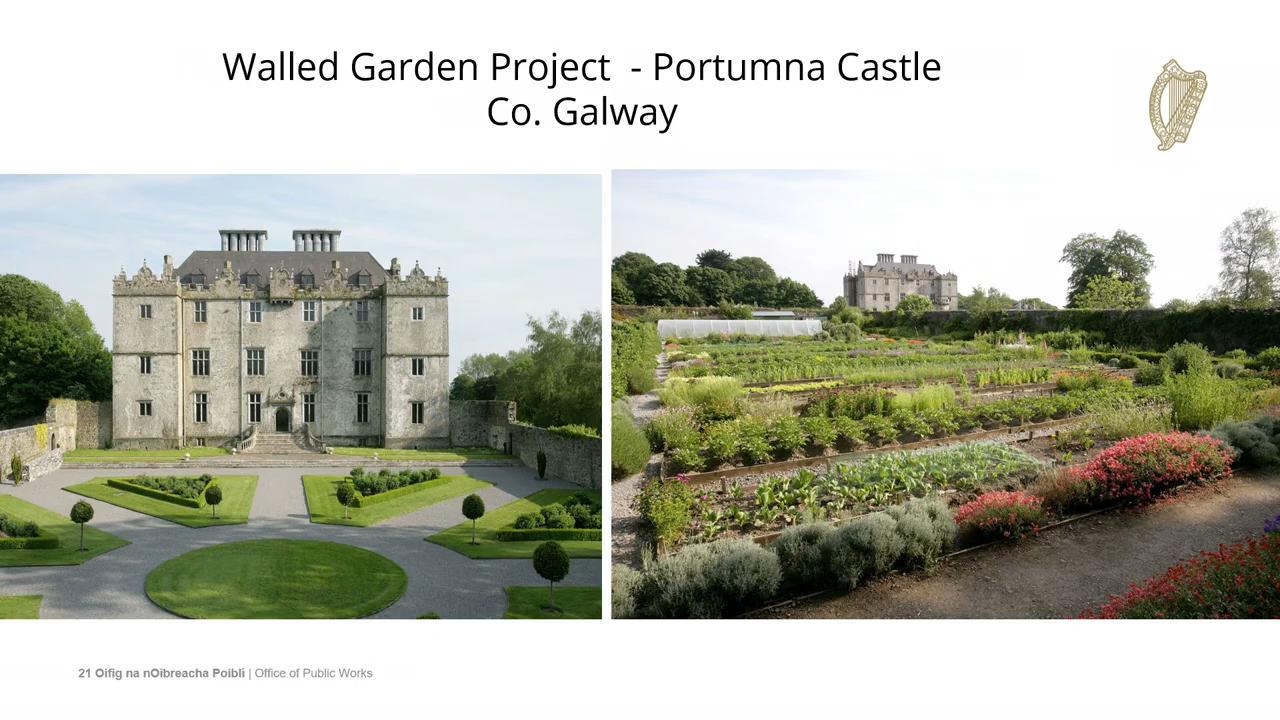 Walled Garden Project - Portumna Castle
Co. Galway
21 Oifig na nOibreacha Poiblí | Office of Public Works